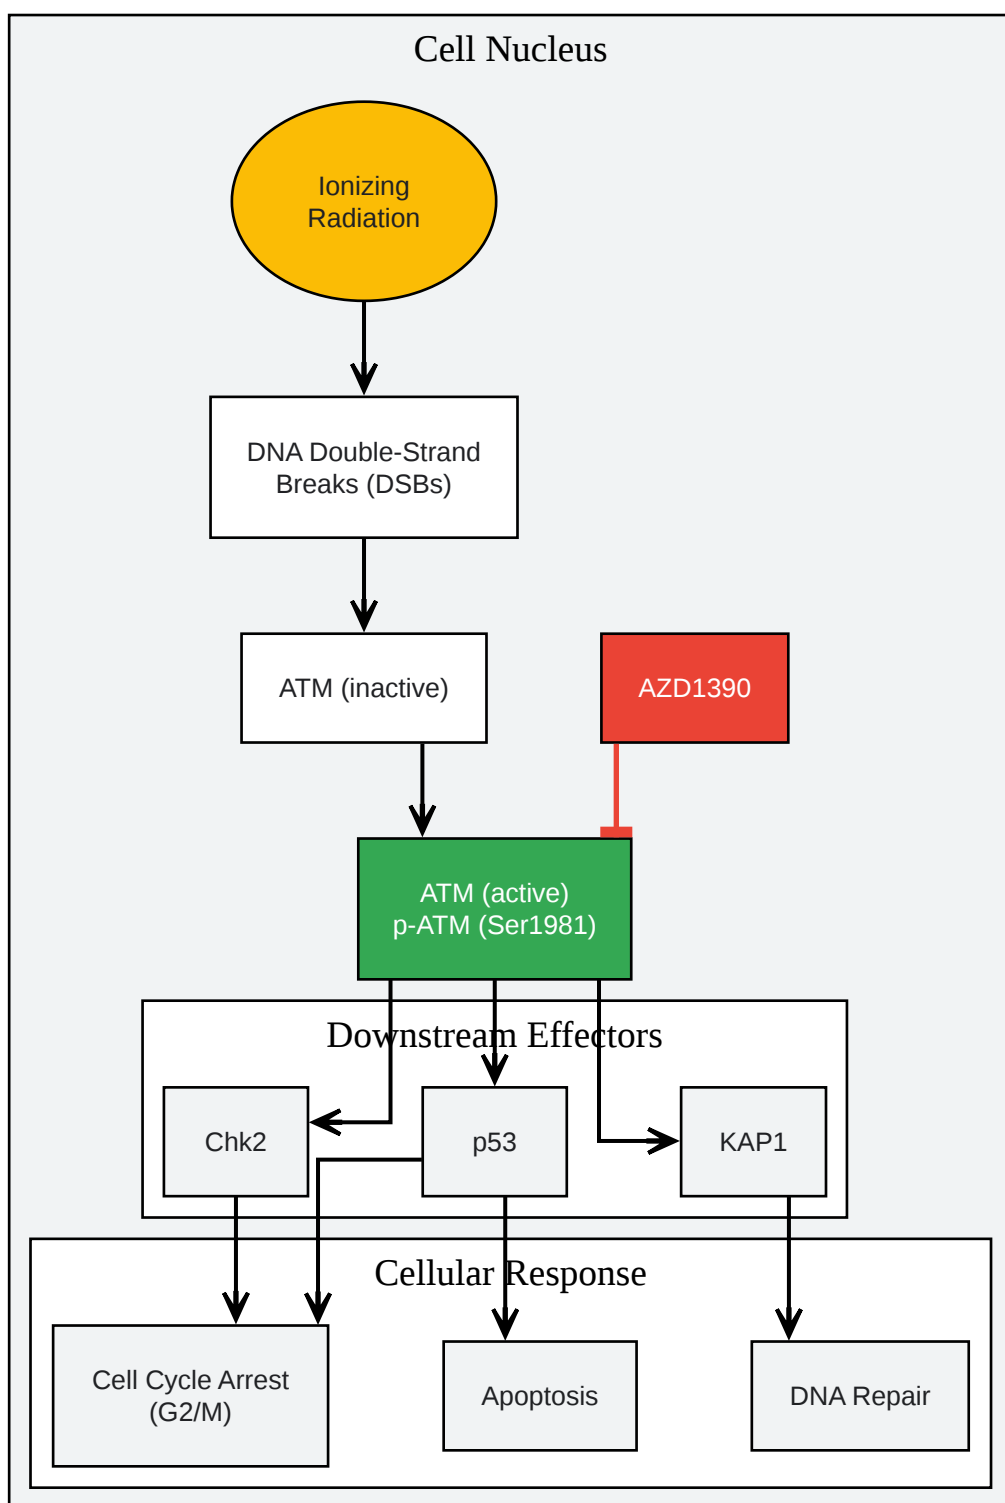 Cell Nucleus
Ionizing
Radiation
DNA Double-Strand
Breaks (DSBs)
ATM (inactive)
AZD1390
ATM (active)
p-ATM (Ser1981)
Downstream Effectors
Chk2
p53
KAP1
Cellular Response
Cell Cycle Arrest
(G2/M)
Apoptosis
DNA Repair